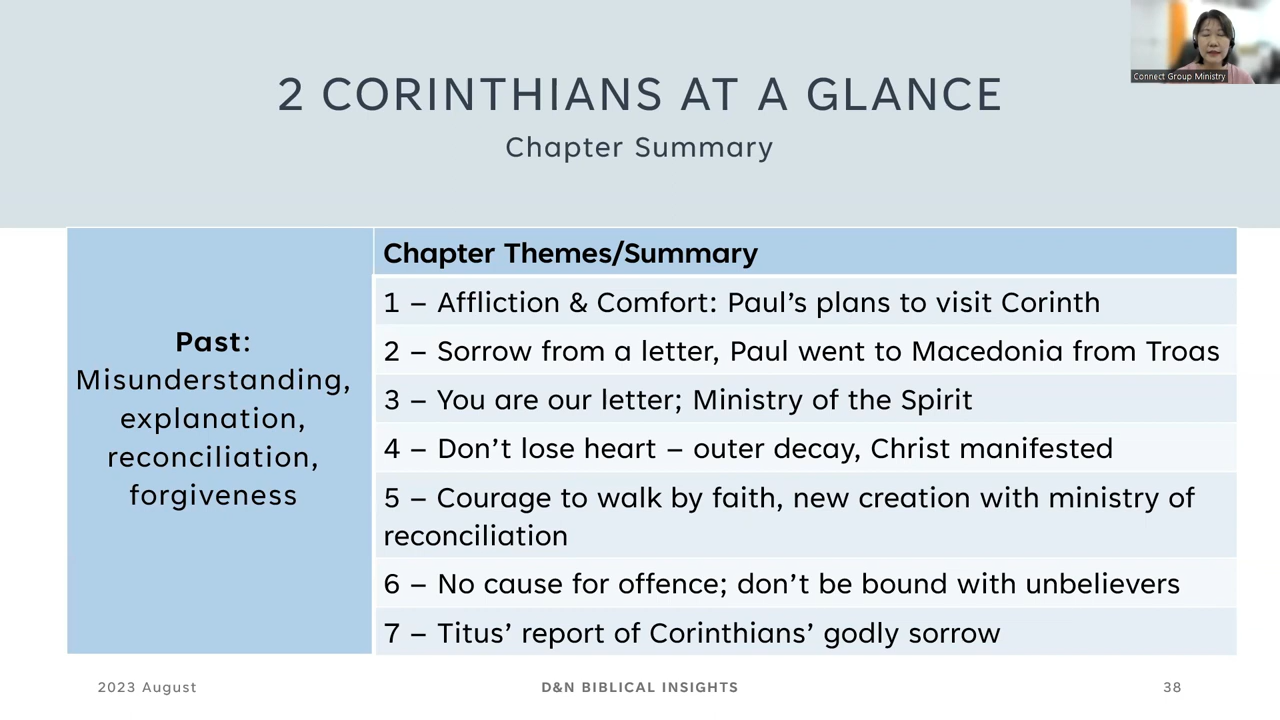 Connect Group Ministry
2 CORINTHIANS AT A GLANCE
Chapter Summary
Past:
Misunderstanding,
explanation,
reconciliation,
forgiveness
Chapter Themes/Summary
1 – Affliction & Comfort: Paul’s plans to visit Corinth
2 – Sorrow from a letter, Paul went to Macedonia from Troas
3 – You are our letter; Ministry of the Spirit
4 – Don’t lose heart – outer decay, Christ manifested
5 – Courage to walk by faith, new creation with ministry of
reconciliation
6 – No cause for offence; don’t be bound with unbelievers
7 – Titus’ report of Corinthians’ godly sorrow
2023 August
D&N BIBLICAL INSIGHTS
38